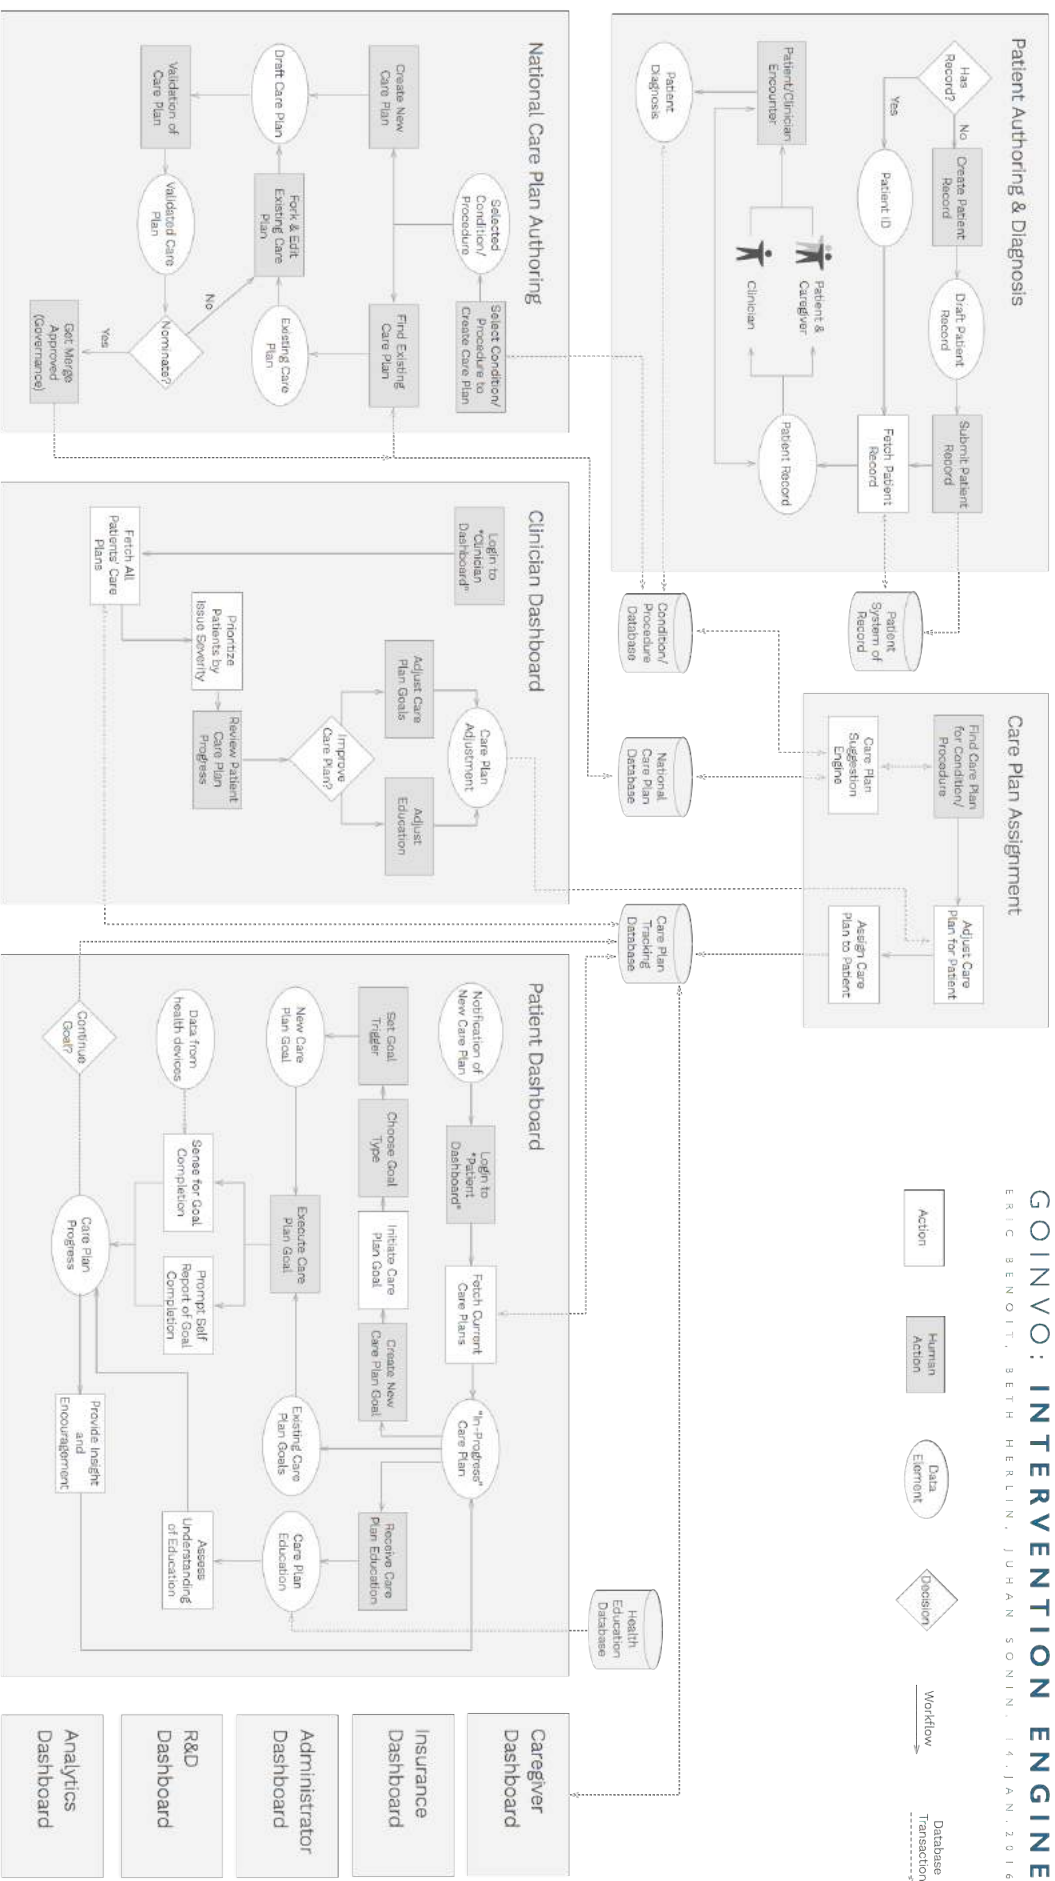 GOINVO: INTERVENTION ENGINE
ERIC BENOIT, BETH HERLIN, JUHAN SONIN. 14.JAN.2016
Action
Human
Action
Data
Element
Decision
Workflow
Database
Transaction
Patient Authoring & Diagnosis
Has
Record?
No
Yes
Create Patient
Record
Draft Patient
Record
Submit Patient
Record
Patient ID
Fetch Patient
Record
Patient/Clinician
Encounter
Patient &
Caregiver
Clinician
Patient Record
Patient
Diagnosis
Patient
System of
Record
Condition/
Procedure
Database
National
Care Plan
Database
Care Plan
Tracking
Database
Health
Education
Database
Care Plan Assignment
Find Care Plan
for Condition/
Procedure
Adjust Care
Plan for Patient
Care Plan
Suggestion
Engine
Assign Care
Plan to Patient
National Care Plan Authoring
Selected
Condition/
Procedure
Select Condition/
Procedure to
Create Care Plan
Create New
Care Plan
Find Existing
Care Plan
Draft Care Plan
Fork & Edit
Existing Care
Plan
Existing Care
Plan
Validation of
Care Plan
Validated Care
Plan
Nominate?
No
Yes
Get Merge
Approved
(Governance)
Clinician Dashboard
Login to
"Clinician
Dashboard"
Fetch All
Patients' Care
Plans
Prioritize
Patients by
Issue Severity
Review Patient
Care Plan
Progress
Improve
Care Plan?
Adjust Care
Plan Goals
Adjust
Education
Care Plan
Adjustment
Patient Dashboard
Notification of
New Care Plan
Login to
"Patient
Dashboard"
Fetch Current
Care Plans
"In-Progress"
Care Plan
Set Goal
Trigger
Choose Goal
Type
Initiate Care
Plan Goal
Create New
Care Plan Goal
Receive Care
Plan Education
New Care
Plan Goal
Execute Care
Plan Goal
Existing Care
Plan Goals
Care Plan
Education
Data from
health devices
Sense for Goal
Completion
Prompt Self
Report of Goal
Completion
Assess
Understanding
of Education
Continue
Goal?
Care Plan
Progress
Provide Insight
and
Encouragement
Caregiver
Dashboard
Insurance
Dashboard
Administrator
Dashboard
R&D
Dashboard
Analytics
Dashboard